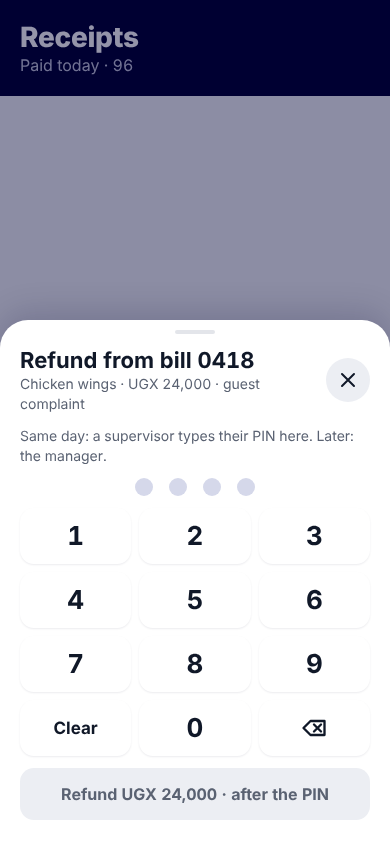 Receipts
Paid today · 96
Refund from bill 0418
Chicken wings · UGX 24,000 · guest
complaint
Same day: a supervisor types their PIN here. Later:
the manager.
1 2 3
4 5 6
7 8 9
Clear 0
Refund UGX 24,000 · after the PIN